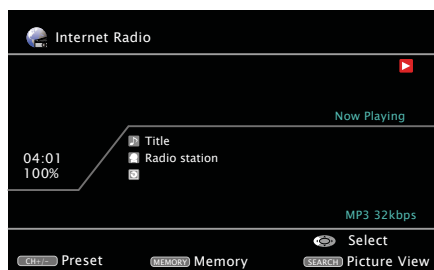 Internet Radio
Now Playing
Title
04:01 Radio station
100%
MP3 32kbps
Select
CH+/- Preset MEMORY Memory SEARCH Picture View